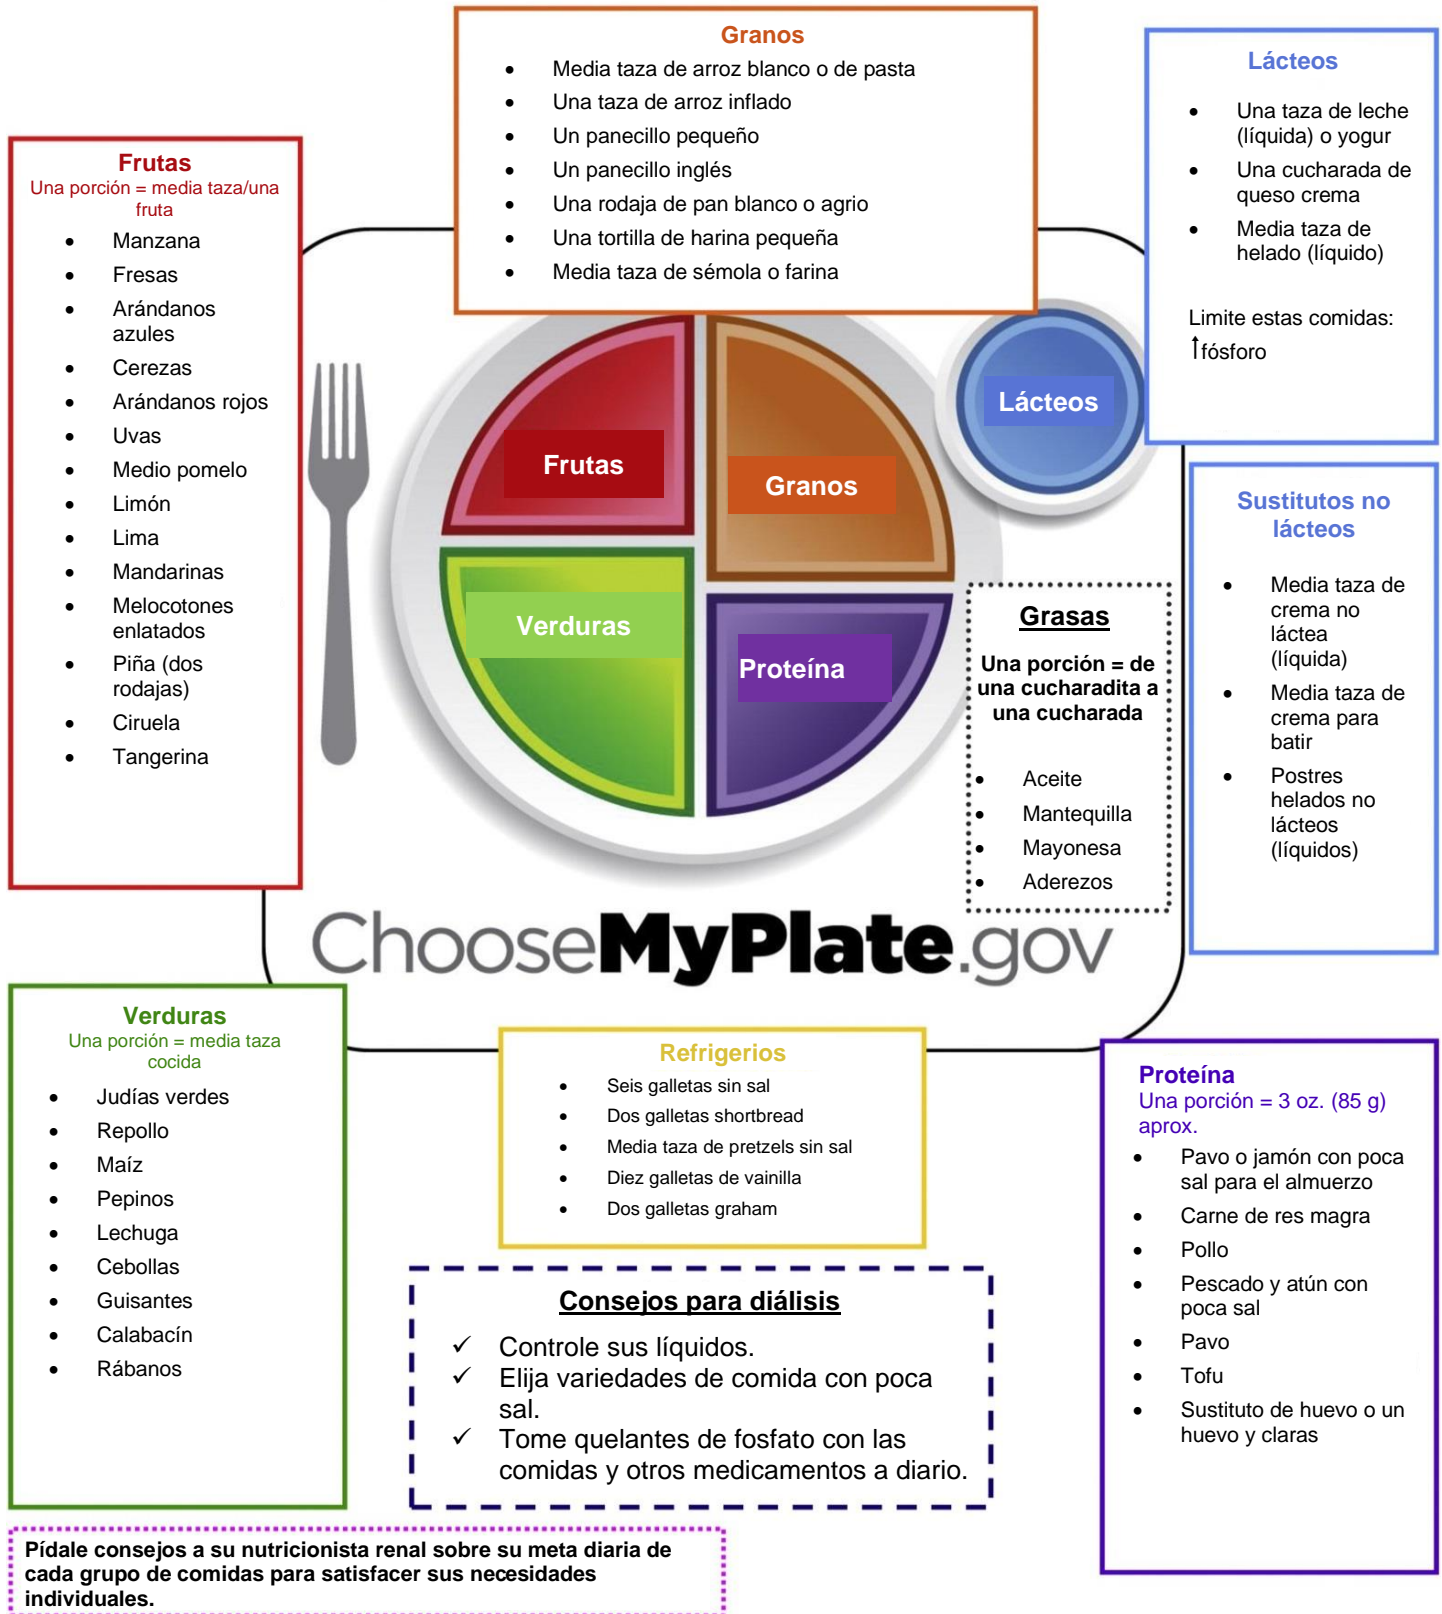 Granos
Media taza de arroz blanco o de pasta
Una taza de arroz inflado
Un panecillo pequeño
Un panecillo inglés
Una rodaja de pan blanco o agrio
Una tortilla de harina pequeña
Media taza de sémola o farina
Lácteos
Una taza de leche
(líquida) o yogur
Una cucharada de
queso crema
Media taza de
helado (líquido)
Limite estas comidas:
↑fósforo
Frutas
Una porción = media taza/una
fruta
Manzana
Fresas
Arándanos
azules
Cerezas
Arándanos rojos
Uvas
Medio pomelo
Limón
Lima
Mandarinas
Melocotones
enlatados
Piña (dos
rodajas)
Ciruela
Tangerina
Frutas
Granos
Lácteos
Verduras
Proteína
Sustitutos no
lácteos
Media taza de
crema no
láctea
(líquida)
Media taza de
crema para
batir
Postres
helados no
lácteos
(líquidos)
Grasas
Una porción = de
una cucharadita a
una cucharada
Aceite
Mantequilla
Mayonesa
Aderezos
ChooseMyPlate.gov
Verduras
Una porción = media taza
cocida
Judías verdes
Repollo
Maíz
Pepinos
Lechuga
Cebollas
Guisantes
Calabacín
Rábanos
Refrigerios
Seis galletas sin sal
Dos galletas shortbread
Media taza de pretzels sin sal
Diez galletas de vainilla
Dos galletas graham
Proteína
Una porción = 3 oz. (85 g)
aprox.
Pavo o jamón con poca
sal para el almuerzo
Carne de res magra
Pollo
Pescado y atún con
poca sal
Pavo
Tofu
Sustituto de huevo o un
huevo y claras
Consejos para diálisis
✓ Controle sus líquidos.
✓ Elija variedades de comida con poca
sal.
✓ Tome quelantes de fosfato con las
comidas y otros medicamentos a diario.
Pídale consejos a su nutricionista renal sobre su meta diaria de
cada grupo de comidas para satisfacer sus necesidades
individuales.